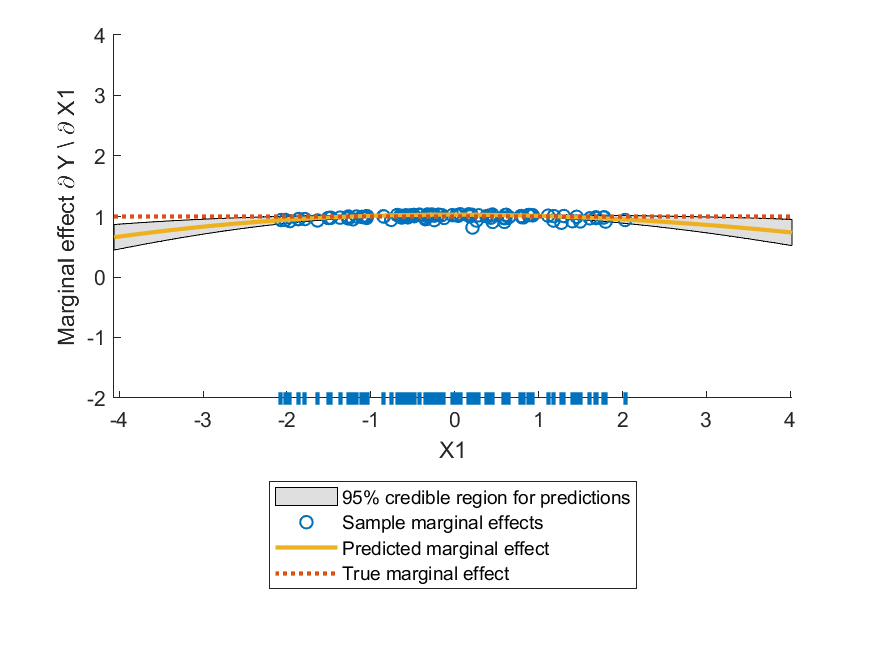 4
3
2
1
0
-1
-2
Marginal effect ∂ Y \ ∂ X1
-4 -3 -2 -1 0 1 2 3 4
X1
95% credible region for predictions
Sample marginal effects
Predicted marginal effect
True marginal effect